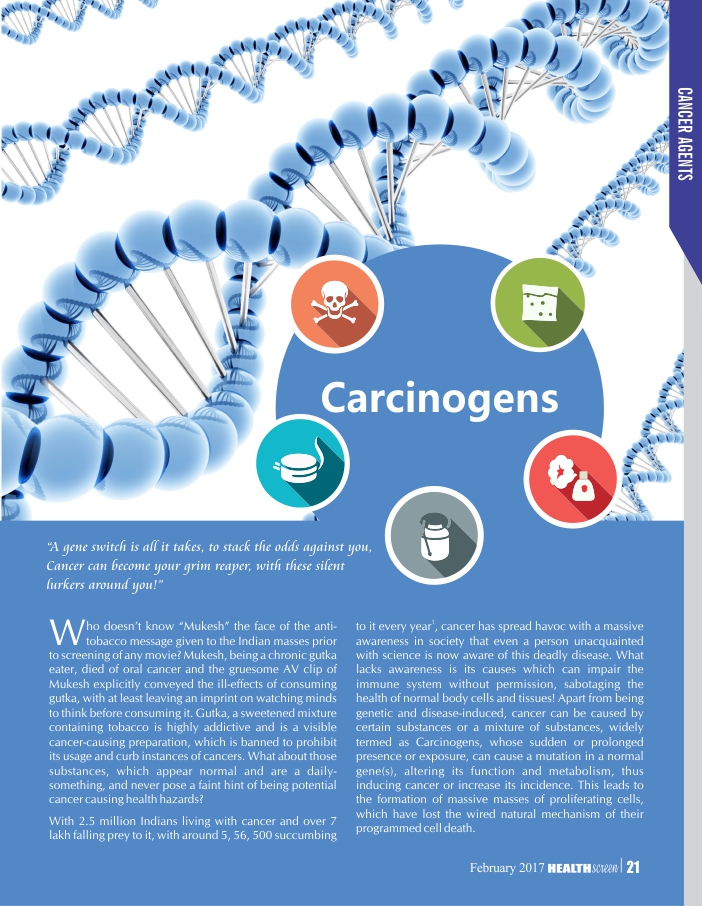 CANCER AGENTS
Carcinogens
“A gene switch is all it takes, to stack the odds against you,
Cancer can become your grim reaper, with these silent
lurkers around you!”
Who doesn’t know “Mukesh” the face of the anti-
tobacco message given to the Indian masses prior
to screening of any movie? Mukesh, being a chronic gutka
eater, died of oral cancer and the gruesome AV clip of
Mukesh explicitly conveyed the ill-effects of consuming
gutka, with at least leaving an imprint on watching minds
to think before consuming it. Gutka, a sweetened mixture
containing tobacco is highly addictive and is a visible
cancer-causing preparation, which is banned to prohibit
its usage and curb instances of cancers. What about those
substances, which appear normal and are a daily-
something, and never pose a faint hint of being potential
cancer causing health hazards?
With 2.5 million Indians living with cancer and over 7
lakh falling prey to it, with around 5, 56, 500 succumbing
to it every year¹, cancer has spread havoc with a massive
awareness in society that even a person unacquainted
with science is now aware of this deadly disease. What
lacks awareness is its causes which can impair the
immune system without permission, sabotaging the
health of normal body cells and tissues! Apart from being
genetic and disease-induced, cancer can be caused by
certain substances or a mixture of substances, widely
termed as Carcinogens, whose sudden or prolonged
presence or exposure, can cause a mutation in a normal
gene(s), altering its function and metabolism, thus
inducing cancer or increase its incidence. This leads to
the formation of massive masses of proliferating cells,
which have lost the wired natural mechanism of their
programmed cell death.
February 2017 HEALTHscreen | 21